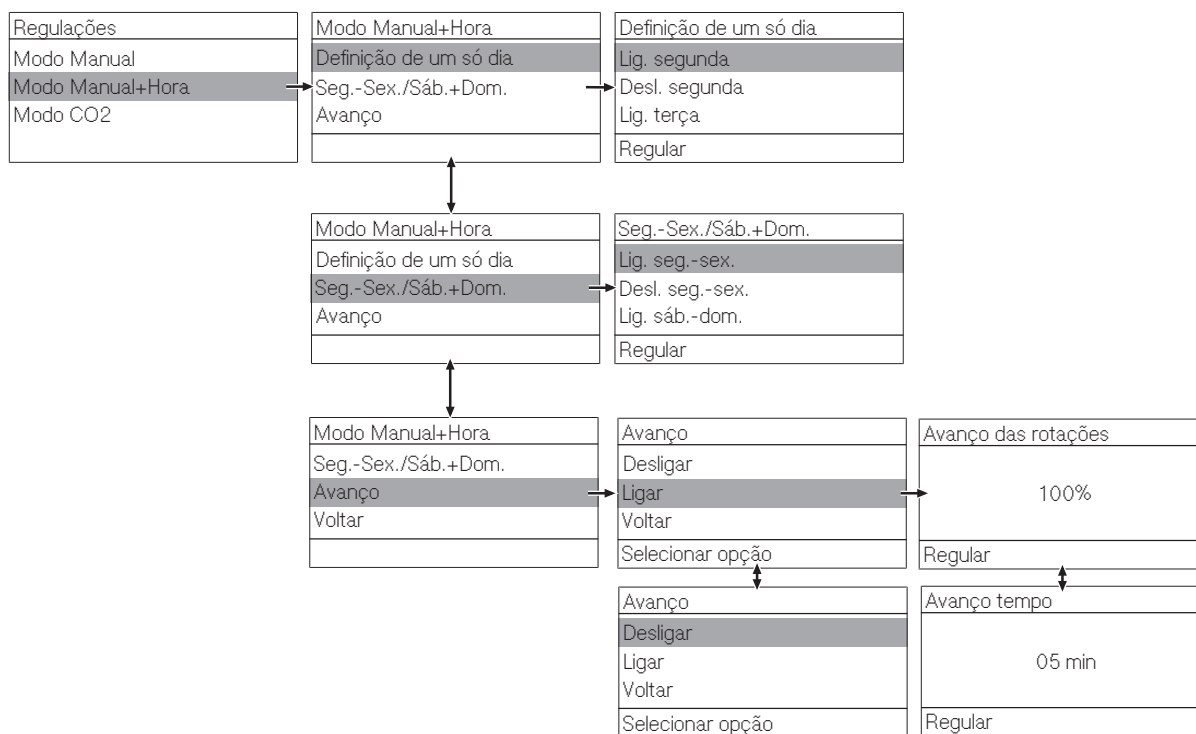 Regulações
Modo Manual
Modo Manual+Hora
Modo CO2
Modo Manual+Hora
Definição de um só dia
Seg.-Sex./Sáb.+Dom.
Avanço
Definição de um só dia
Lig. segunda
Desl. segunda
Lig. terça
Regular
Modo Manual+Hora
Definição de um só dia
Seg.-Sex./Sáb.+Dom.
Avanço
Seg.-Sex./Sáb.+Dom.
Lig. seg.-sex.
Desl. seg.-sex.
Lig. sáb.-dom.
Regular
Modo Manual+Hora
Seg.-Sex./Sáb.+Dom.
Avanço
Voltar
Avanço
Desligar
Ligar
Voltar
Selecionar opção
Avanço das rotações
100%
Regular
Avanço
Desligar
Ligar
Voltar
Selecionar opção
Avanço tempo
05 min
Regular